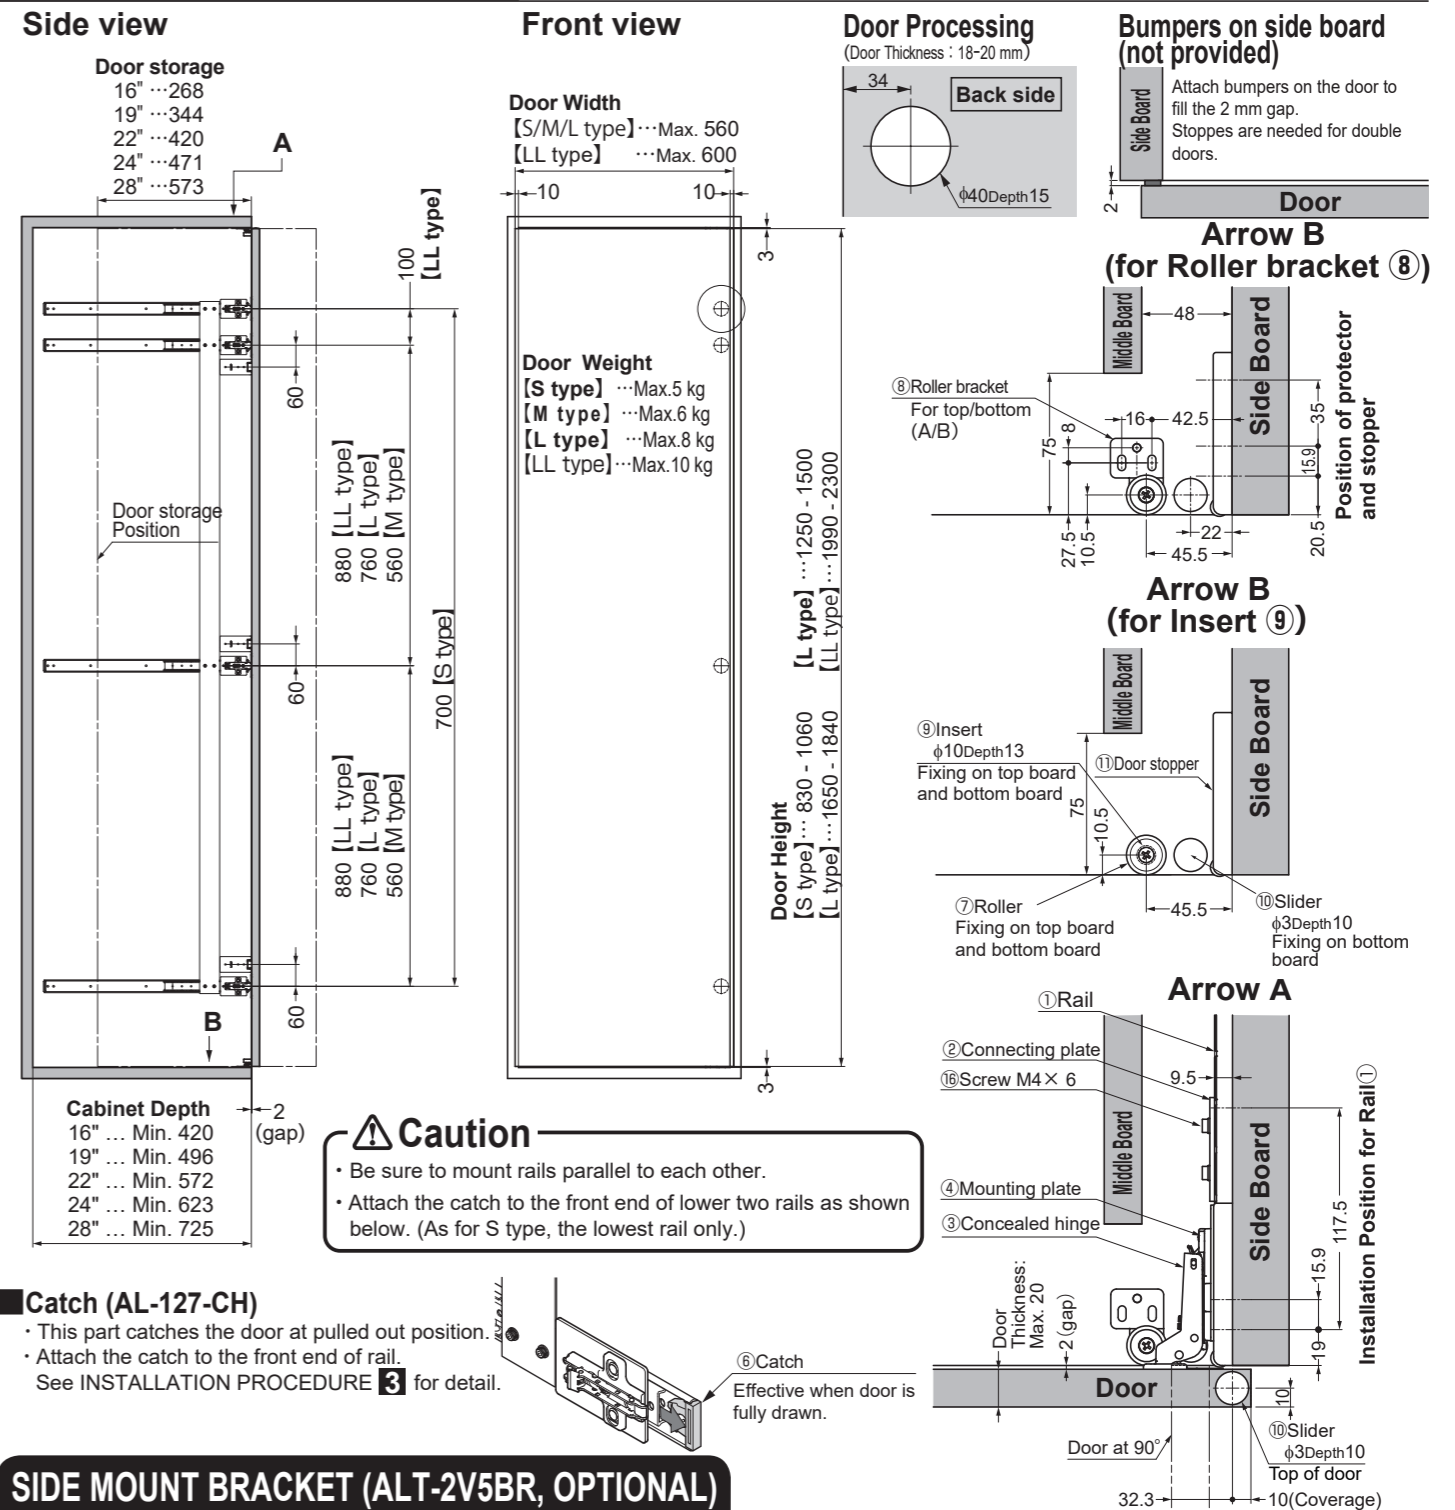 Side view
Door storage
16" ···268
19" ···344
22" ···420
24" ···471
28" ···573
A
100
【LL type】
60
Door storage
Position
880【LL type】
760【L type】
560【M type】
700【S type】
60
880【LL type】
760【L type】
560【M type】
60
B
Cabinet Depth
16" … Min. 420
19" … Min. 496
22" … Min. 572
24" … Min. 623
28" … Min. 725
2
(gap)
Front view
Door Width
【S/M/L type】···Max. 560
【LL type】 ···Max. 600
10
10
3
Door Weight
【S type】 ···Max.5 kg
【M type】 ···Max.6 kg
【L type】 ···Max.8 kg
【LL type】···Max.10 kg
Door Height
【S type】··· 830 - 1060
【L type】···1650 - 1840
【L type】 ···1250 - 1500
【LL type】···1990 - 2300
3
Door Processing
(Door Thickness : 18-20 mm)
34
Back side
ϕ40Depth15
Bumpers on side board
(not provided)
Side Board
Attach bumpers on the door to
fill the 2 mm gap.
Stoppes are needed for double
doors.
2
Door
Arrow B
(for Roller bracket ⑧)
Middle Board
48
Side Board
Position of protector
and stopper
⑧Roller bracket
For top/bottom
(A/B)
75
8
16
42.5
35
15.9
20.5
27.5
10.5
22
45.5
Arrow B
(for Insert ⑨)
Middle Board
Side Board
⑨Insert
ϕ10Depth13
Fixing on top board
and bottom board
⑪Door stopper
75
10.5
45.5
⑦Roller
Fixing on top board
and bottom board
⑩Slider
ϕ3Depth10
Fixing on bottom
board
Arrow A
①Rail
②Connecting plate
⑯Screw M4× 6
9.5
Middle Board
Side Board
④Mounting plate
③Concealed hinge
117.5
15.9
19
Installation Position for Rail①
Door
Thickness:
Max. 20
2(gap)
Door
10
⑩Slider
ϕ3Depth10
Top of door
Door at 90°
32.3
10(Coverage)
Caution
· Be sure to mount rails parallel to each other.
· Attach the catch to the front end of lower two rails as shown
below. (As for S type, the lowest rail only.)
■Catch (AL-127-CH)
· This part catches the door at pulled out position.
· Attach the catch to the front end of rail.
See INSTALLATION PROCEDURE 3 for detail.
⑥Catch
Effective when door is
fully drawn.
SIDE MOUNT BRACKET (ALT-2V5BR, OPTIONAL)